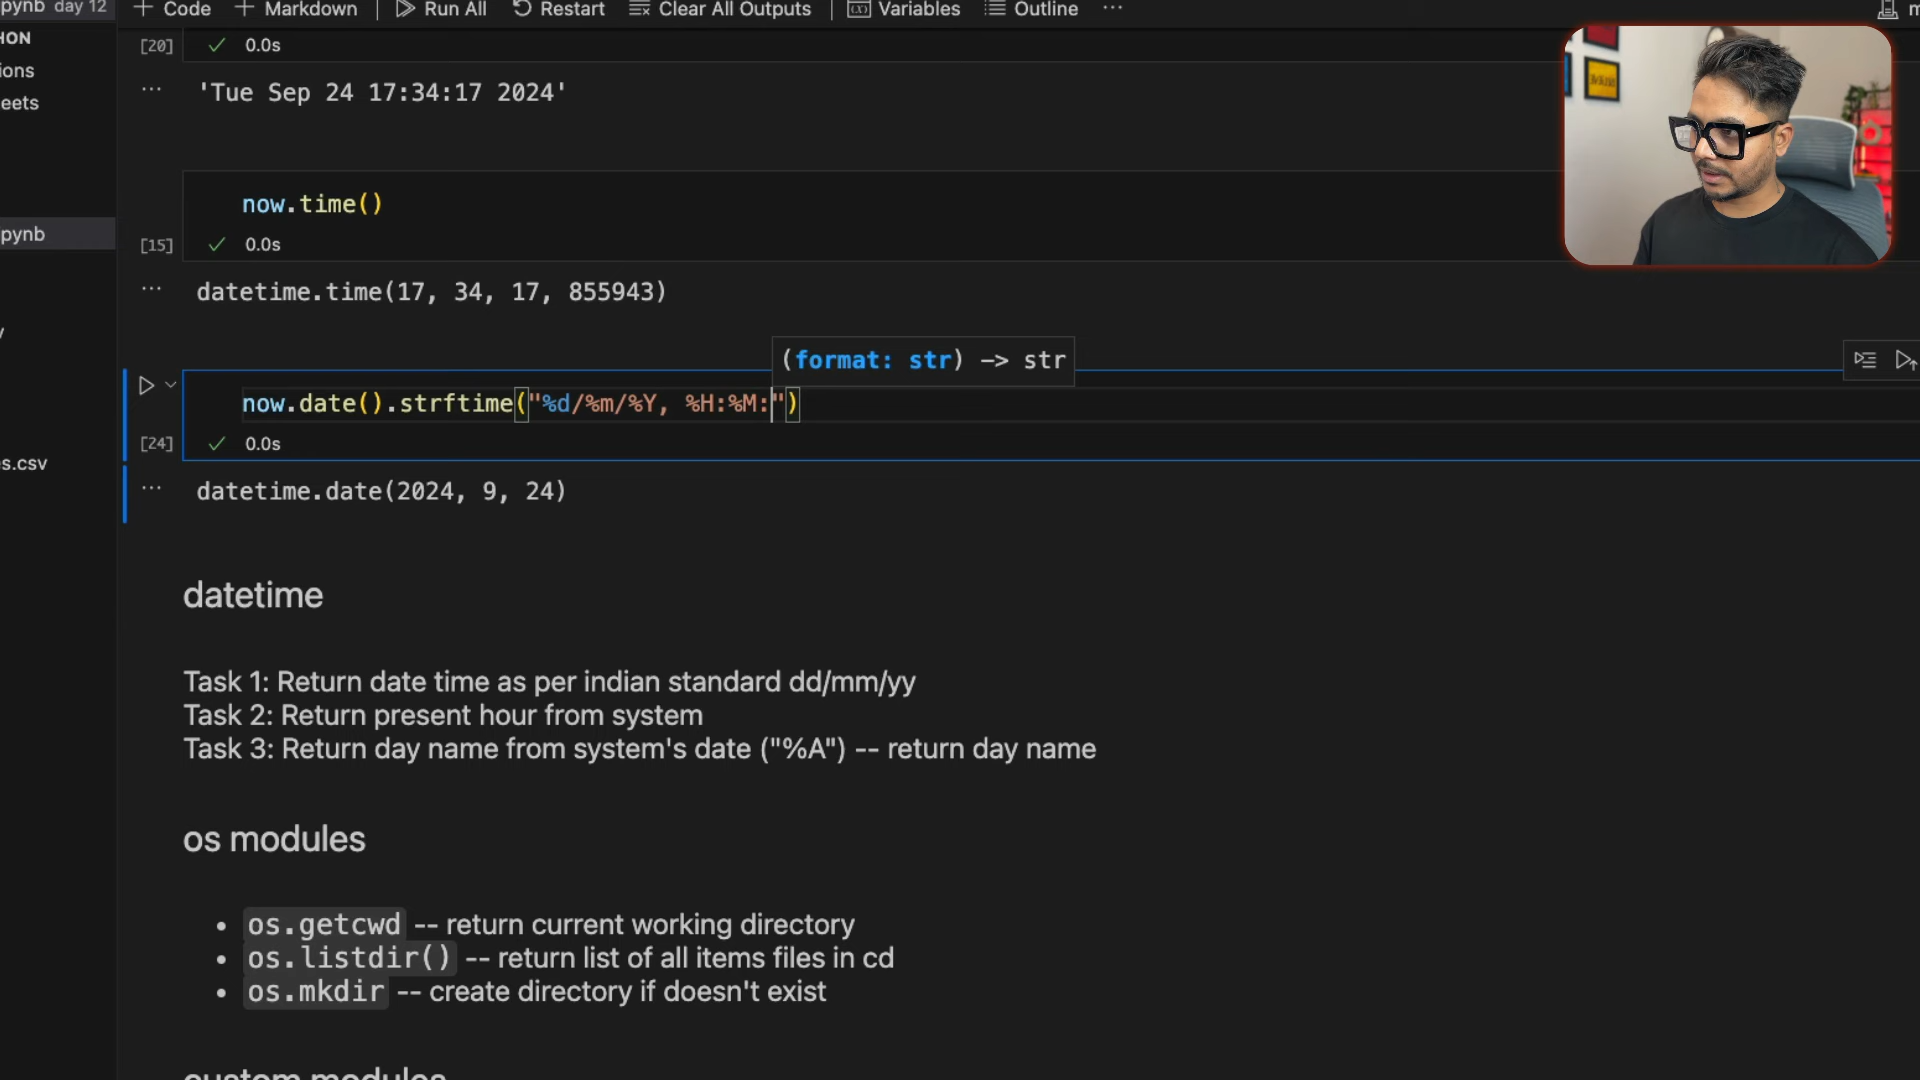 pynb day 12
+ Code + Markdown Run All Restart Clear All Outputs Variables Outline ...
HON
ions
eets
pynb
s.csv
[20] 0.0s
'Tue Sep 24 17:34:17 2024'
now.time()
[15] 0.0s
datetime.time(17, 34, 17, 855943)
(format: str) -> str
now.date().strftime("%d/%m/%Y, %H:%M:")
[24] 0.0s
datetime.date(2024, 9, 24)
datetime
Task 1: Return date time as per indian standard dd/mm/yy
Task 2: Return present hour from system
Task 3: Return day name from system's date ("%A") -- return day name
os modules
• os.getcwd -- return current working directory
• os.listdir() -- return list of all items files in cd
• os.mkdir -- create directory if doesn't exist
custom modules